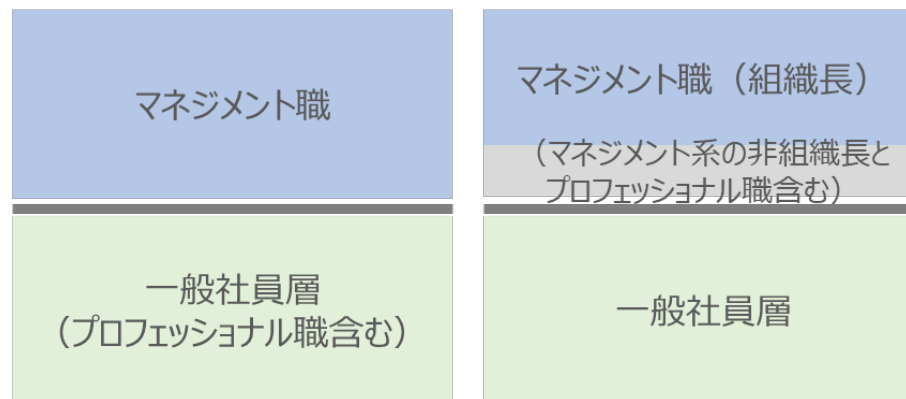 マネジメント職
一般社員層
（プロフェッショナル職含む）
マネジメント職（組織長）
（マネジメント系の非組織長と
プロフェッショナル職含む）
一般社員層